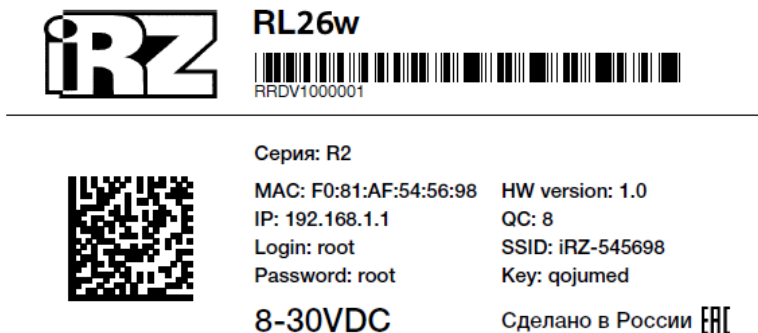 iRZ
RL26w
RRDV1000001
Серия: R2
MAC: F0:81:AF:54:56:98 HW version: 1.0
IP: 192.168.1.1 QC: 8
Login: root SSID: iRZ-545698
Password: root Key: qojumed
8-30VDC Сделано в России EAC